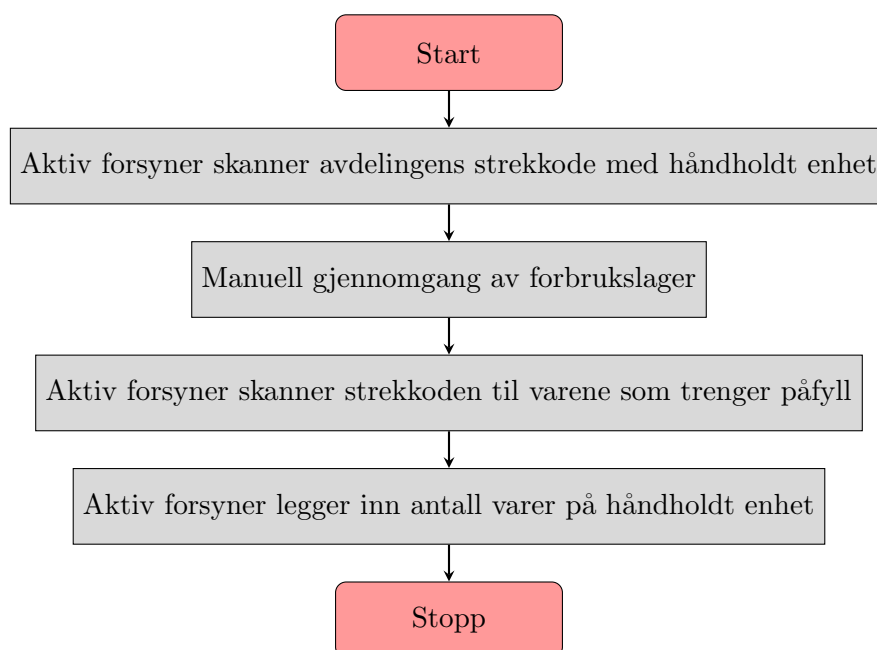 Start
Aktiv forsyner skanner avdelingens strekkode med håndholdt enhet
Manuell gjennomgang av forbrukslager
Aktiv forsyner skanner strekkoden til varene som trenger påfyll
Aktiv forsyner legger inn antall varer på håndholdt enhet
Stopp